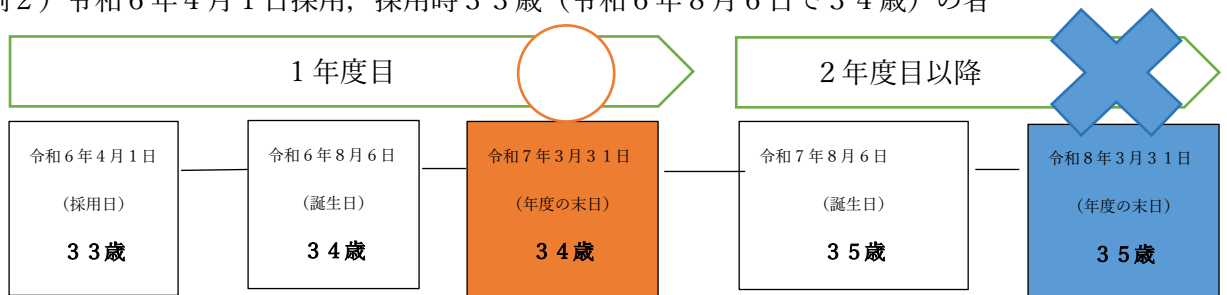 例２）令和６年４月１日採用，採用時３３歳（令和６年８月６日で３４歳）の者
１年度目
２年度目以降
令和６年４月１日
（採用日）
３３歳
令和６年８月６日
（誕生日）
３４歳
令和７年３月３１日
（年度の末日）
３４歳
令和７年８月６日
（誕生日）
３５歳
令和８年３月３１日
（年度の末日）
３５歳